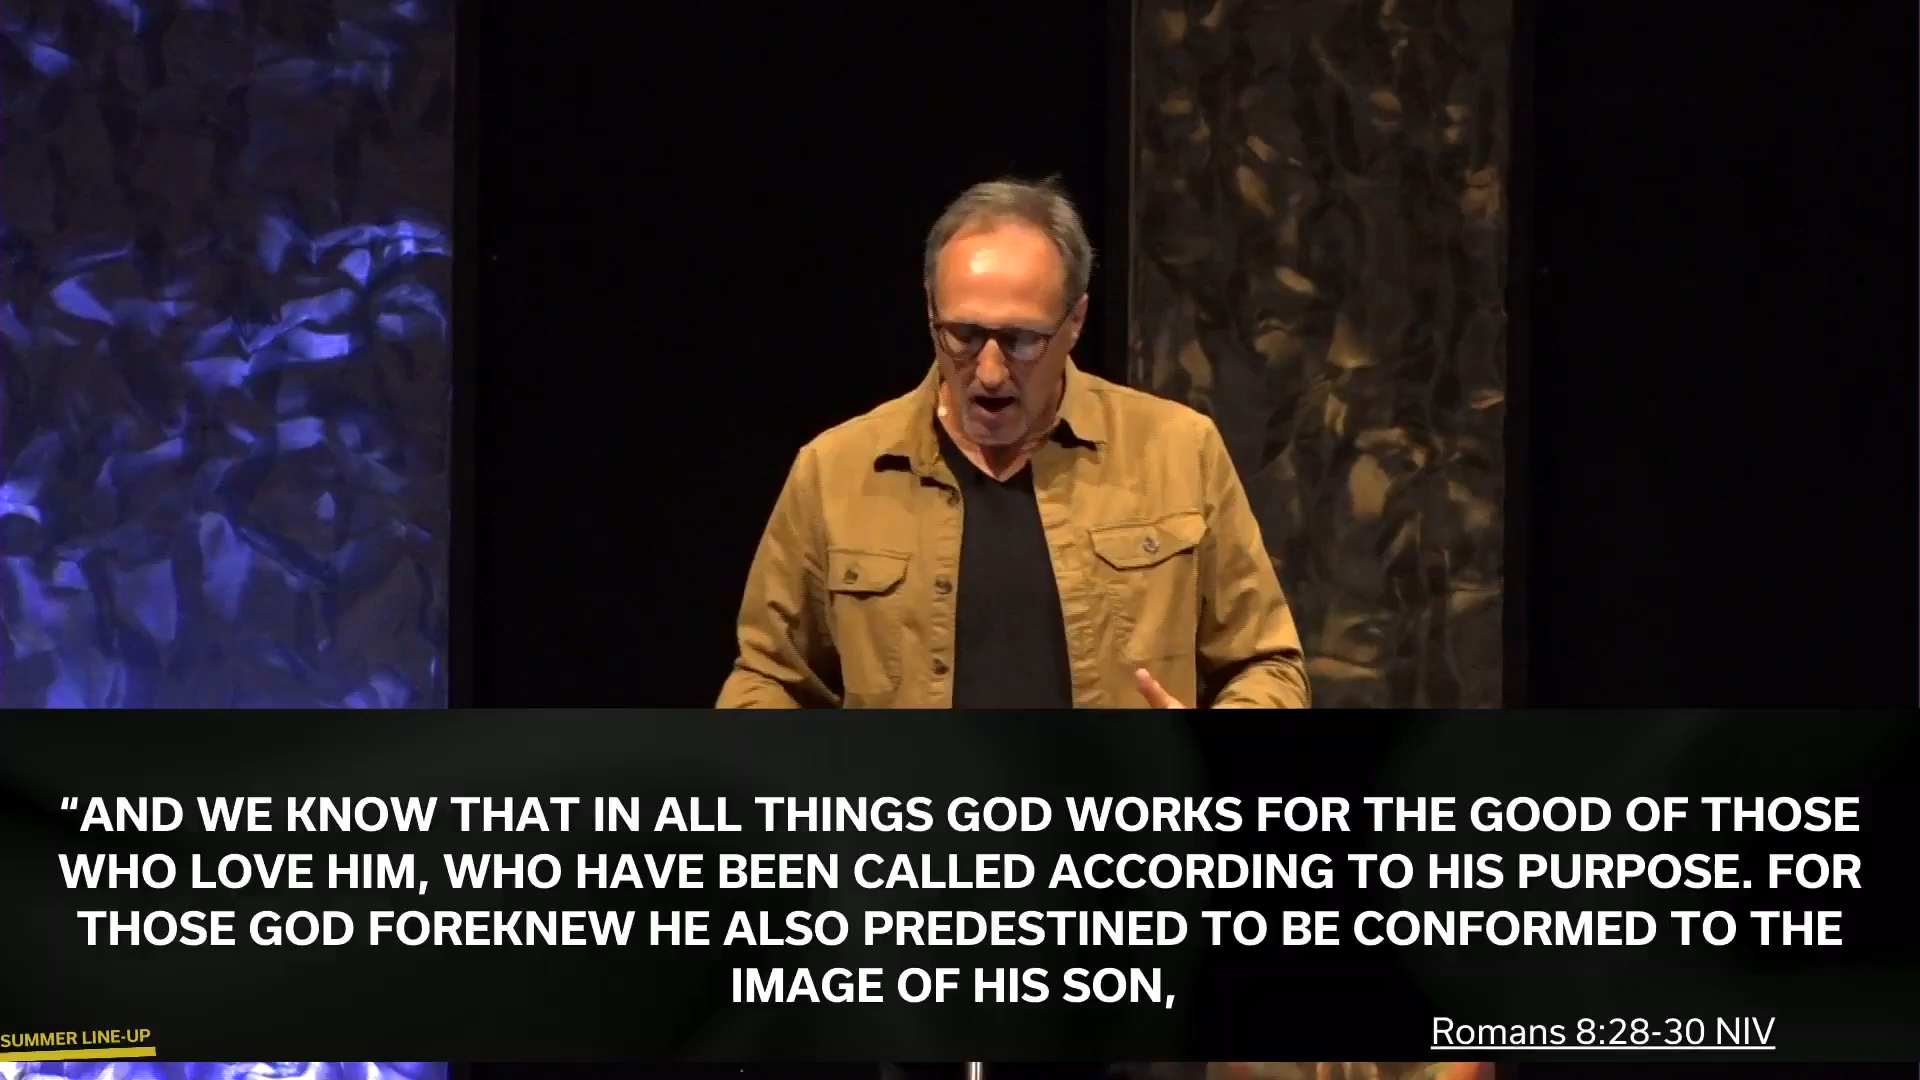 “AND WE KNOW THAT IN ALL THINGS GOD WORKS FOR THE GOOD OF THOSE
WHO LOVE HIM, WHO HAVE BEEN CALLED ACCORDING TO HIS PURPOSE. FOR
THOSE GOD FOREKNEW HE ALSO PREDESTINED TO BE CONFORMED TO THE
IMAGE OF HIS SON,
Romans 8:28-30 NIV
SUMMER LINE-UP